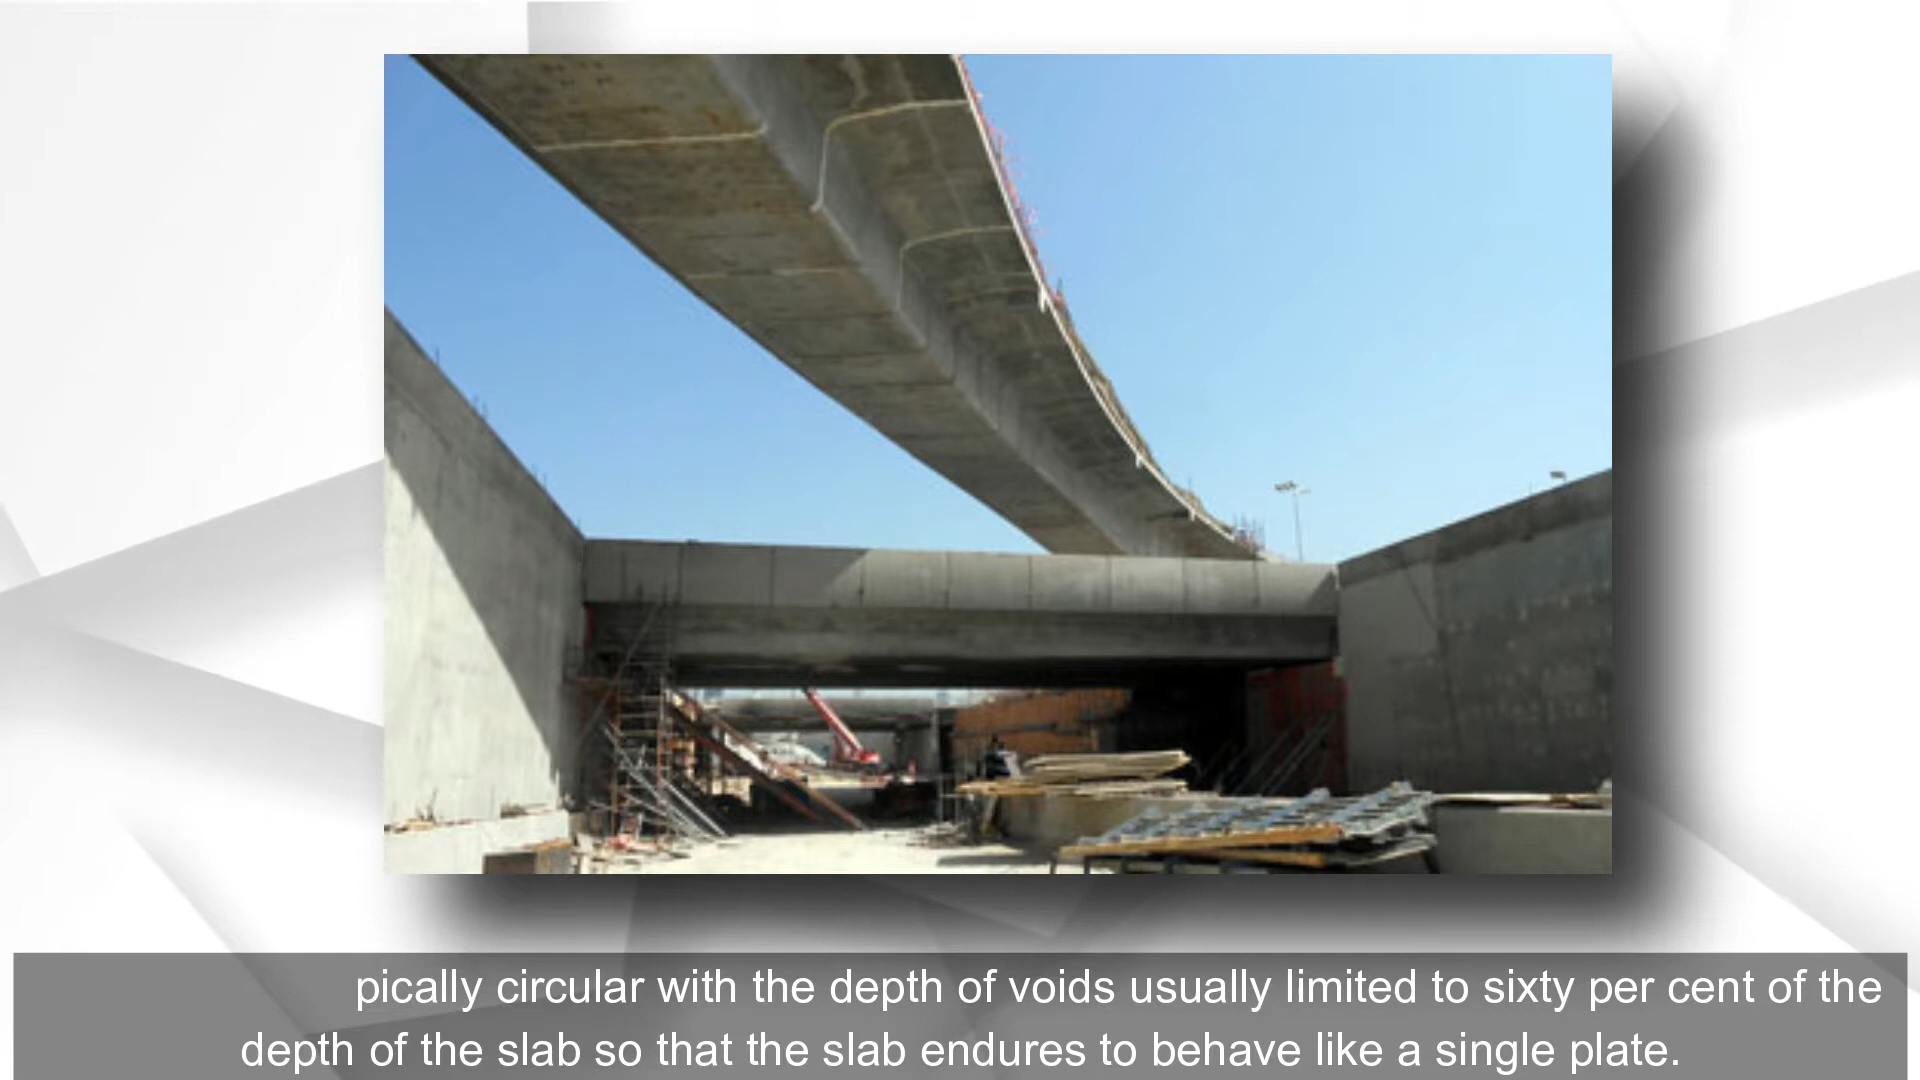 pically circular with the depth of voids usually limited to sixty per cent of the
depth of the slab so that the slab endures to behave like a single plate.